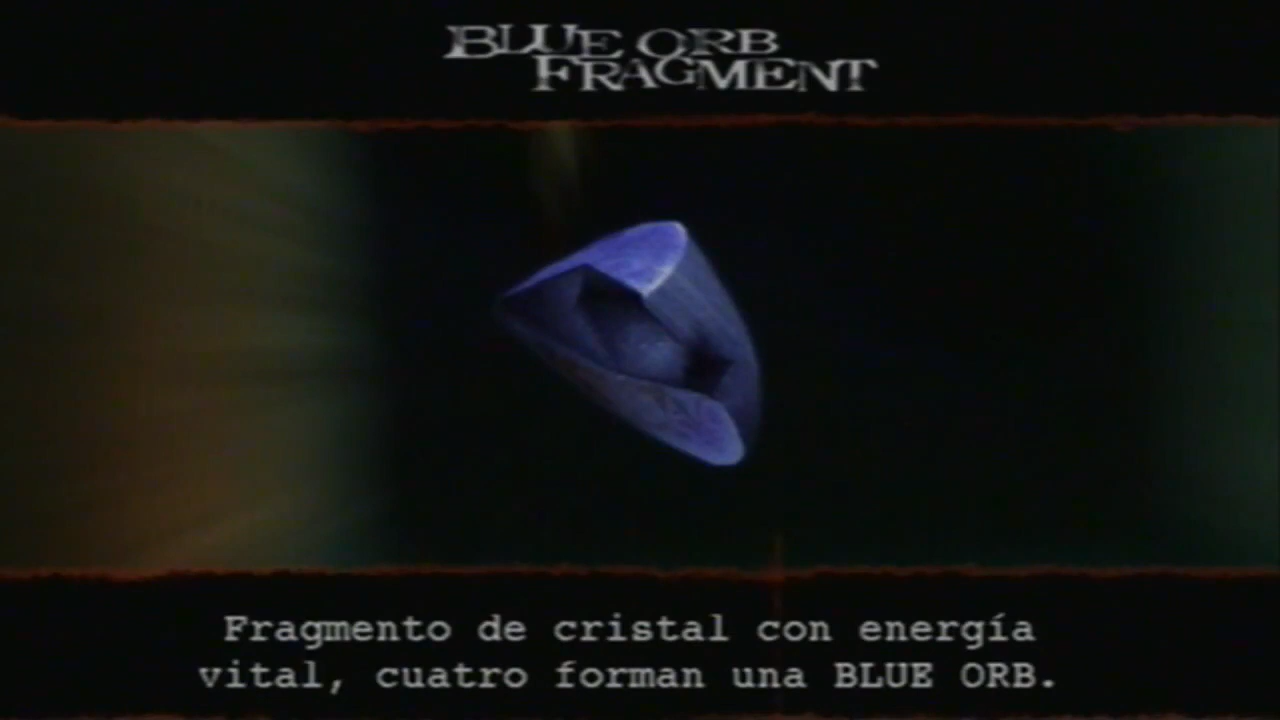 BLUE ORB
FRAGMENT
Fragmento de cristal con energía
vital, cuatro forman una BLUE ORB.